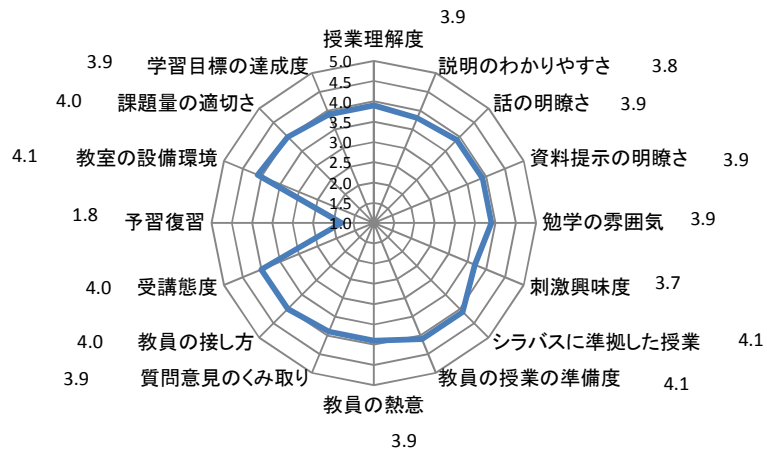 3.9
授業理解度
3.9 学習目標の達成度 5.0 説明のわかりやすさ 3.8
4.5
4.0 課題量の適切さ 4.0 話の明瞭さ 3.9
3.5
4.1 教室の設備環境 3.0 資料提示の明瞭さ 3.9
2.5
2.0
1.5
1.8 予習復習 1.0 勉学の雰囲気 3.9
4.0 受講態度 刺激興味度 3.7
4.0 教員の接し方 シラバスに準拠した授業 4.1
3.9 質問意見のくみ取り 教員の授業の準備度 4.1
教員の熱意
3.9